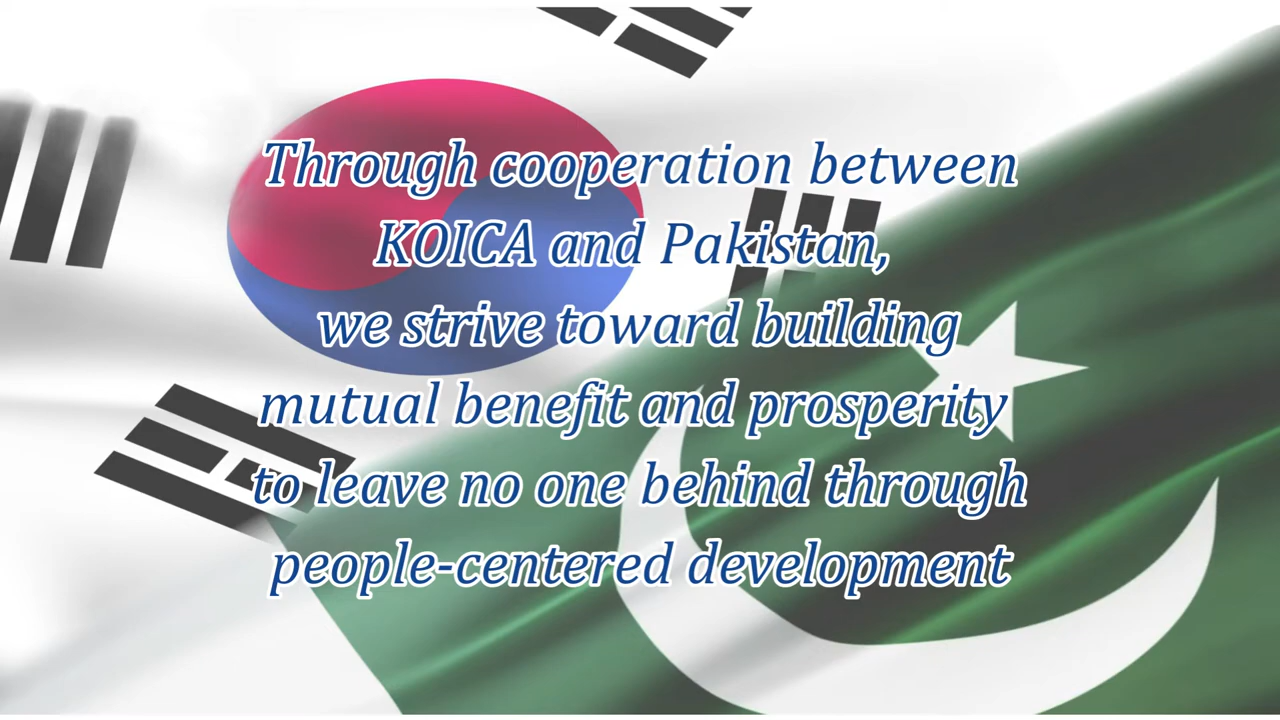 Through cooperation between
KOICA and Pakistan,
we strive toward building
mutual benefit and prosperity
to leave no one behind through
people-centered development